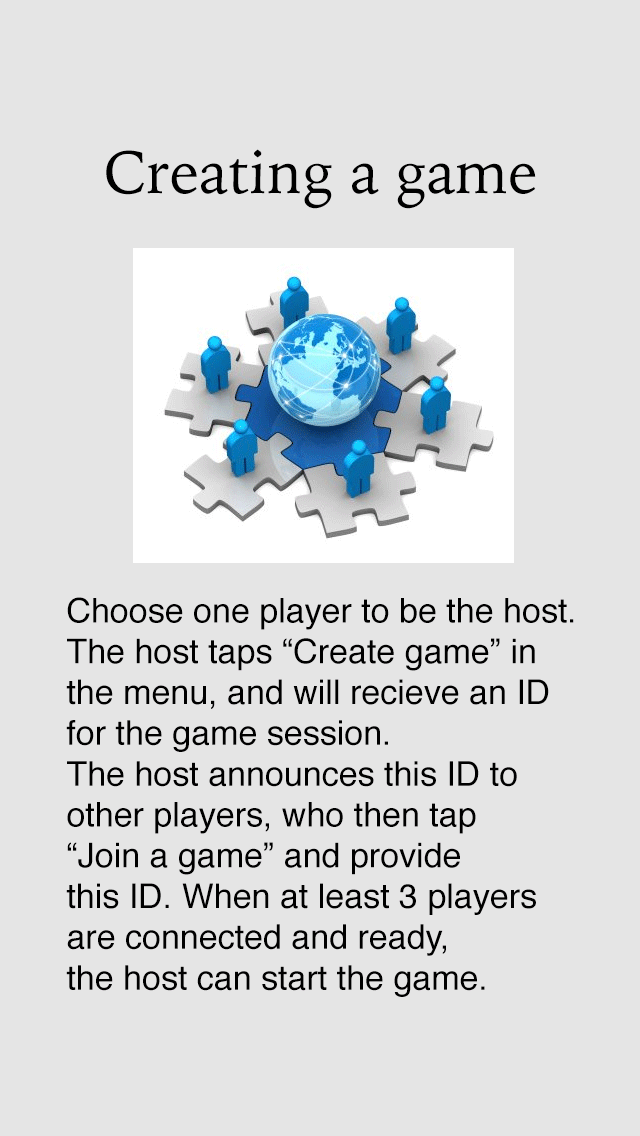 Creating a game
Choose one player to be the host.
The host taps “Create game” in
the menu, and will recieve an ID
for the game session.
The host announces this ID to
other players, who then tap
“Join a game” and provide
this ID. When at least 3 players
are connected and ready,
the host can start the game.